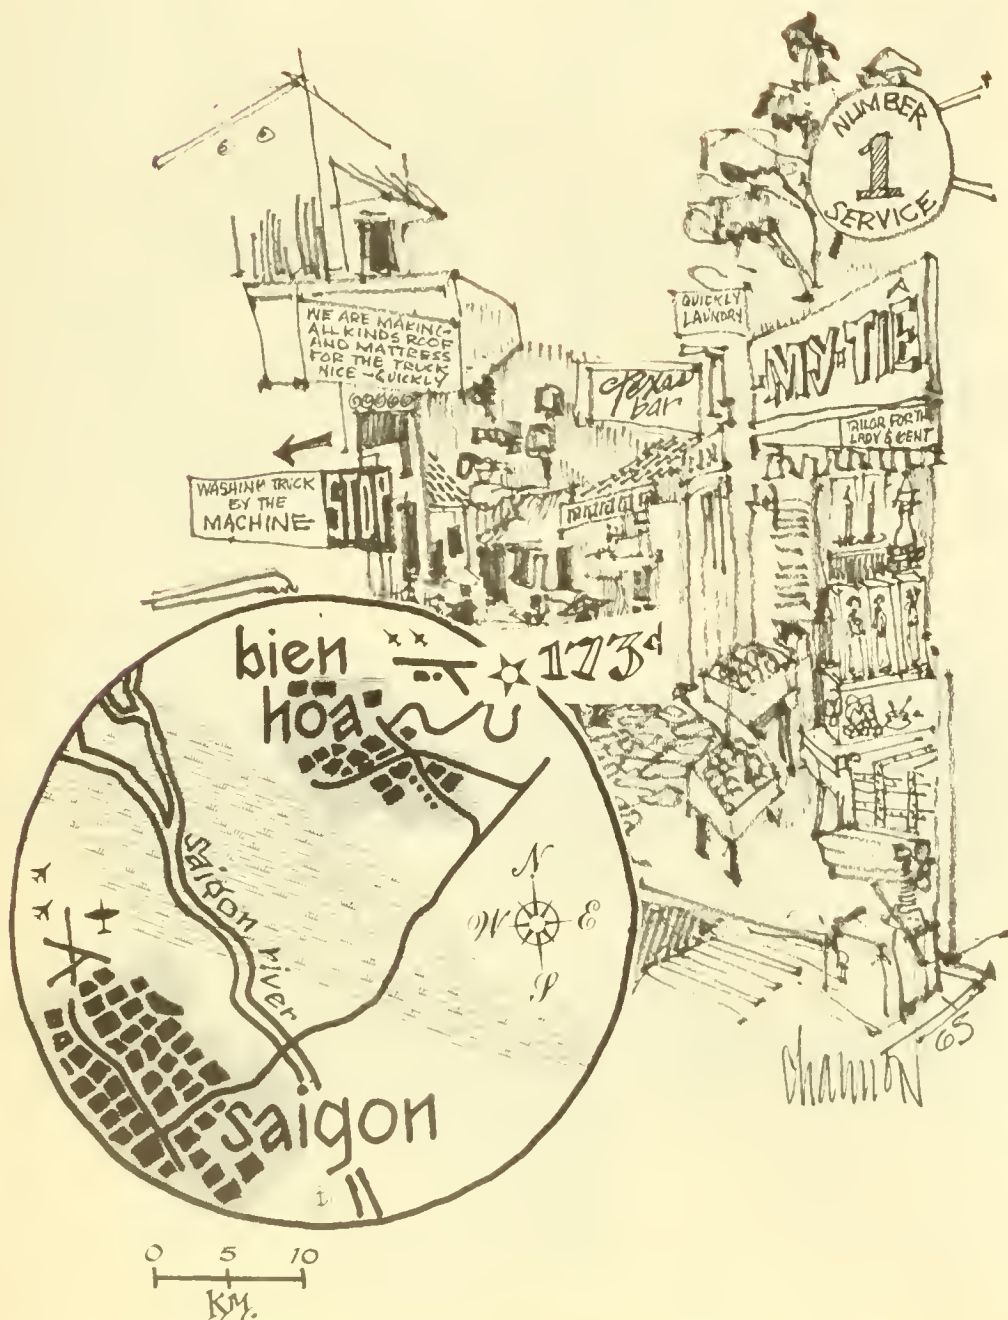 NUMBER
1
SERVICE
QUICKLY
LAUNDRY
MY-TIÊ
TAILOR FOR TH
LADY & GENT
WE ARE MAKING
ALL KINDS ROOF
AND MATTRESS
FOR THE TRUCK
NICE - QUICKLY
Texas
bar
WASHING TRUCK
BY THE
MACHINE
173d
bien
hoa
saigon river
N
W E
S
saigon
65
Channon
0 5 10
KM.